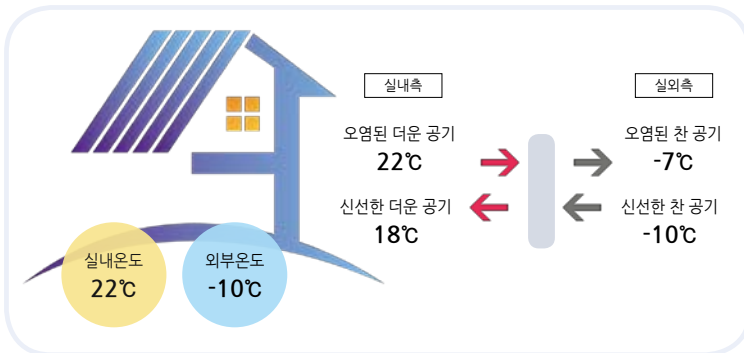 실내측
실외측
오염된 더운 공기
22℃
오염된 찬 공기
-7℃
신선한 더운 공기
18℃
신선한 찬 공기
-10℃
실내온도
22℃
외부온도
-10℃